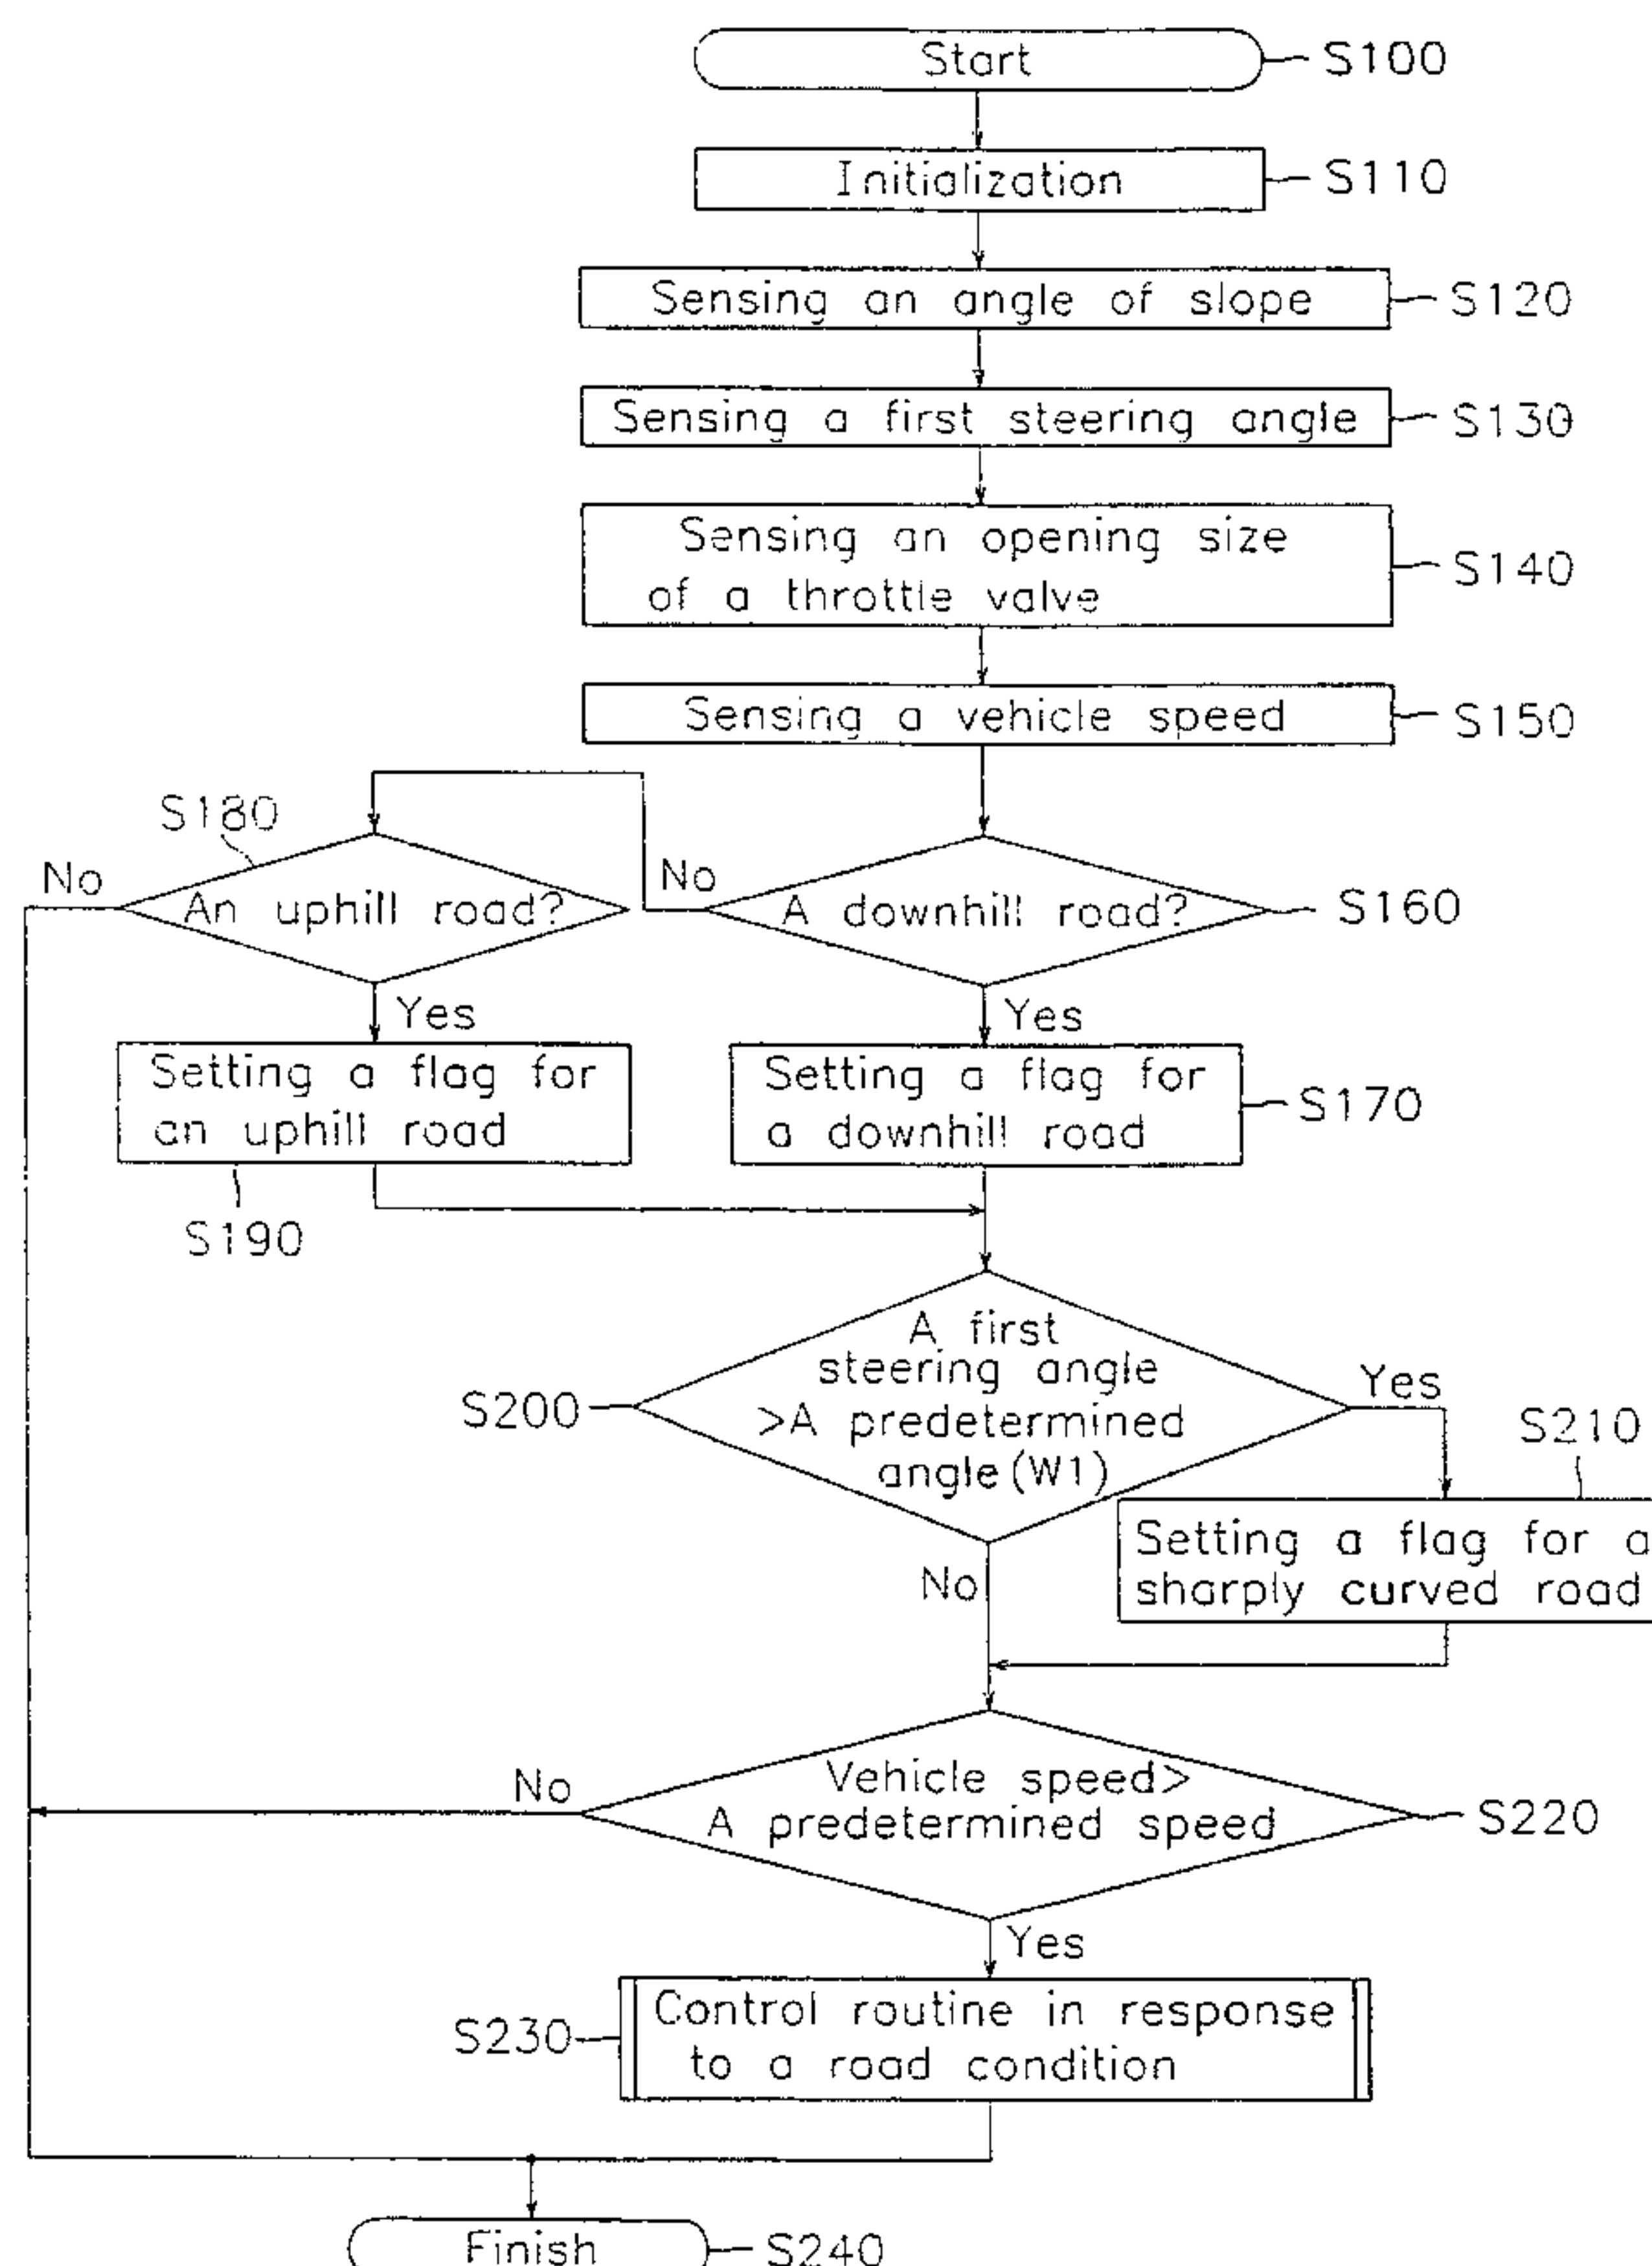 Start
S100
Initialization
S110
Sensing an angle of slope
S120
Sensing a first steering angle
S130
Sensing an opening size
of a throttle valve
S140
Sensing a vehicle speed
S150
S180
No
An uphill road?
No
A downhill road?
S160
Yes
Yes
Setting a flag for
an uphill road
Setting a flag for
a downhill road
S170
S190
A first
steering angle
>A predetermined
angle(W1)
S200
Yes
S210
Setting a flag for a
sharply curved road
No
No
Vehicle speed>
A predetermined speed
S220
Yes
S230
Control routine in response
to a road condition
Finish
S240